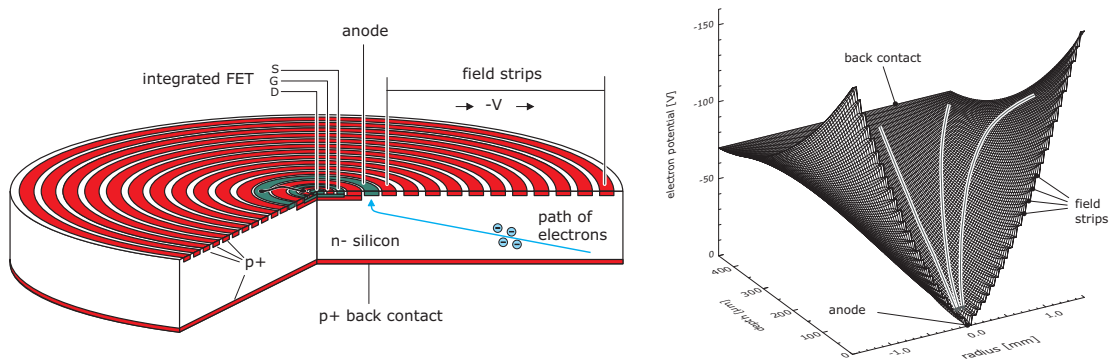 anode
integrated FET
S
G
D
field strips
-V
n- silicon
path of
electrons
p+
p+ back contact
electron potential [V]
-150
-100
-50
0
back contact
field
strips
anode
400
300
200
100
0
depth [µm]
-1.0
0.0
1.0
radius [mm]